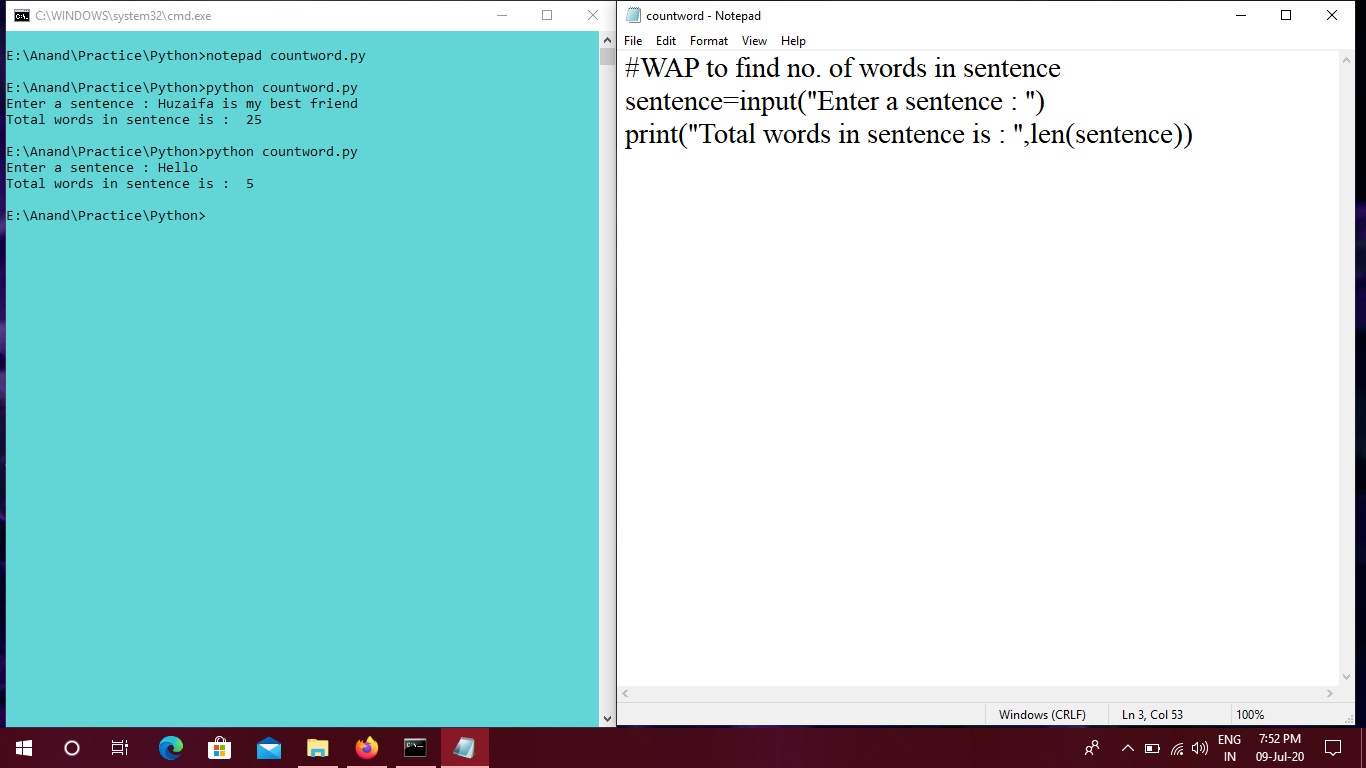 C:\WINDOWS\system32\cmd.exe
E:\Anand\Practice\Python>notepad countword.py
E:\Anand\Practice\Python>python countword.py
Enter a sentence : Huzaifa is my best friend
Total words in sentence is :  25
E:\Anand\Practice\Python>python countword.py
Enter a sentence : Hello
Total words in sentence is :  5
E:\Anand\Practice\Python>
countword - Notepad
File Edit Format View Help
#WAP to find no. of words in sentence
sentence=input("Enter a sentence : ")
print("Total words in sentence is : ",len(sentence))
Windows (CRLF) Ln 3, Col 53 100%
ENG 7:52 PM
IN 09-Jul-20